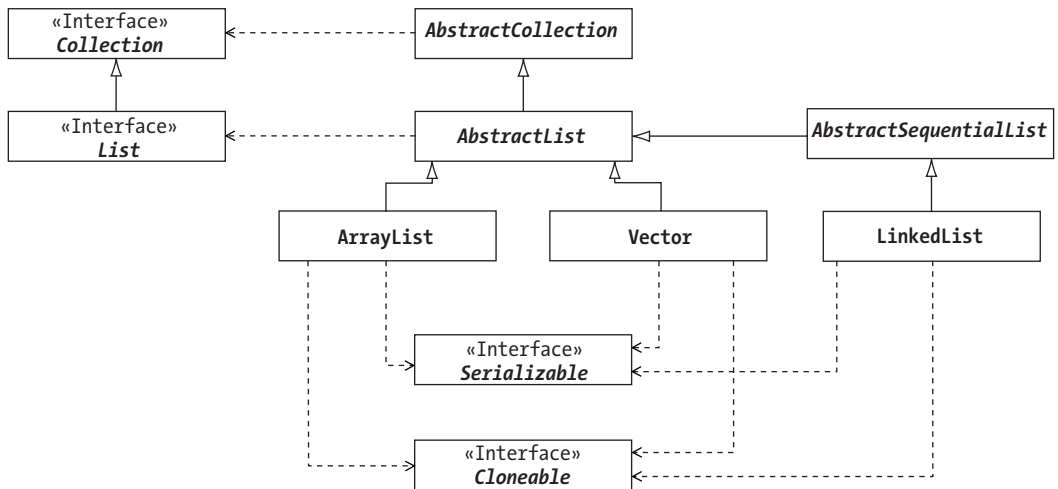 «Interface»
Collection
AbstractCollection
«Interface»
List
AbstractList
AbstractSequentialList
ArrayList
Vector
LinkedList
«Interface»
Serializable
«Interface»
Cloneable